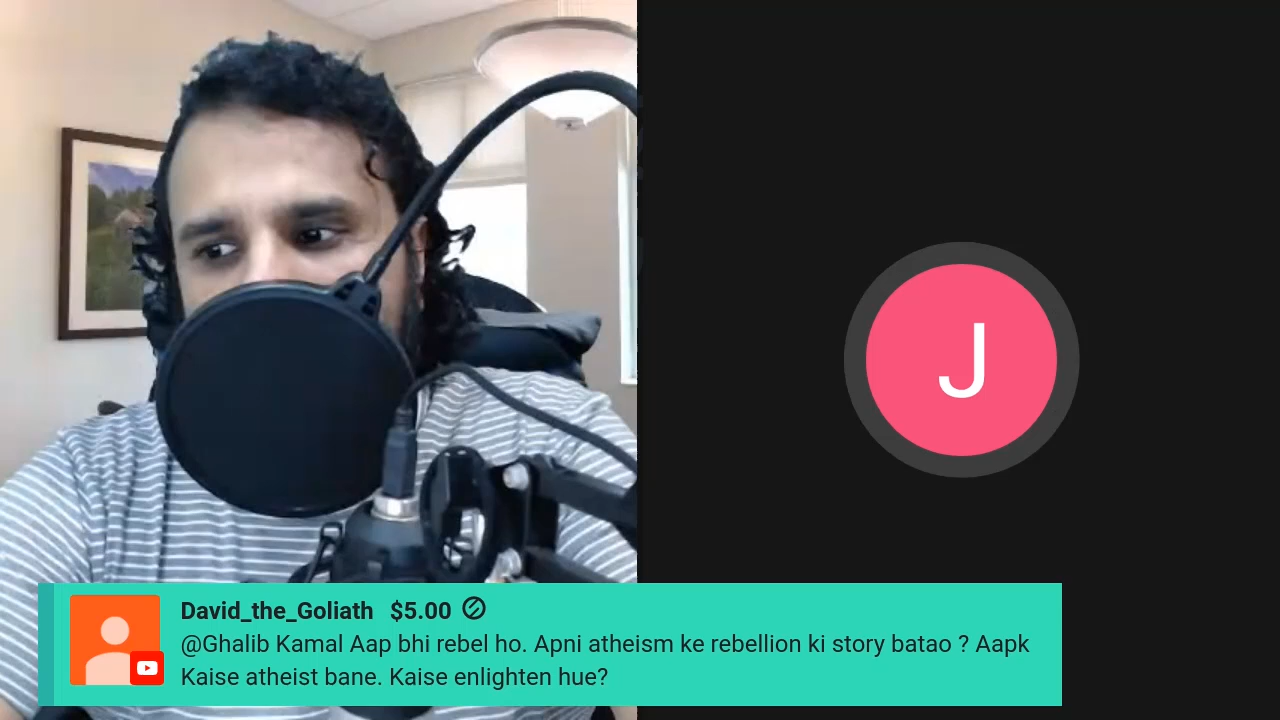 J
David_the_Goliath $5.00
@Ghalib Kamal Aap bhi rebel ho. Apni atheism ke rebellion ki story batao ? Aapk
Kaise atheist bane. Kaise enlighten hue?